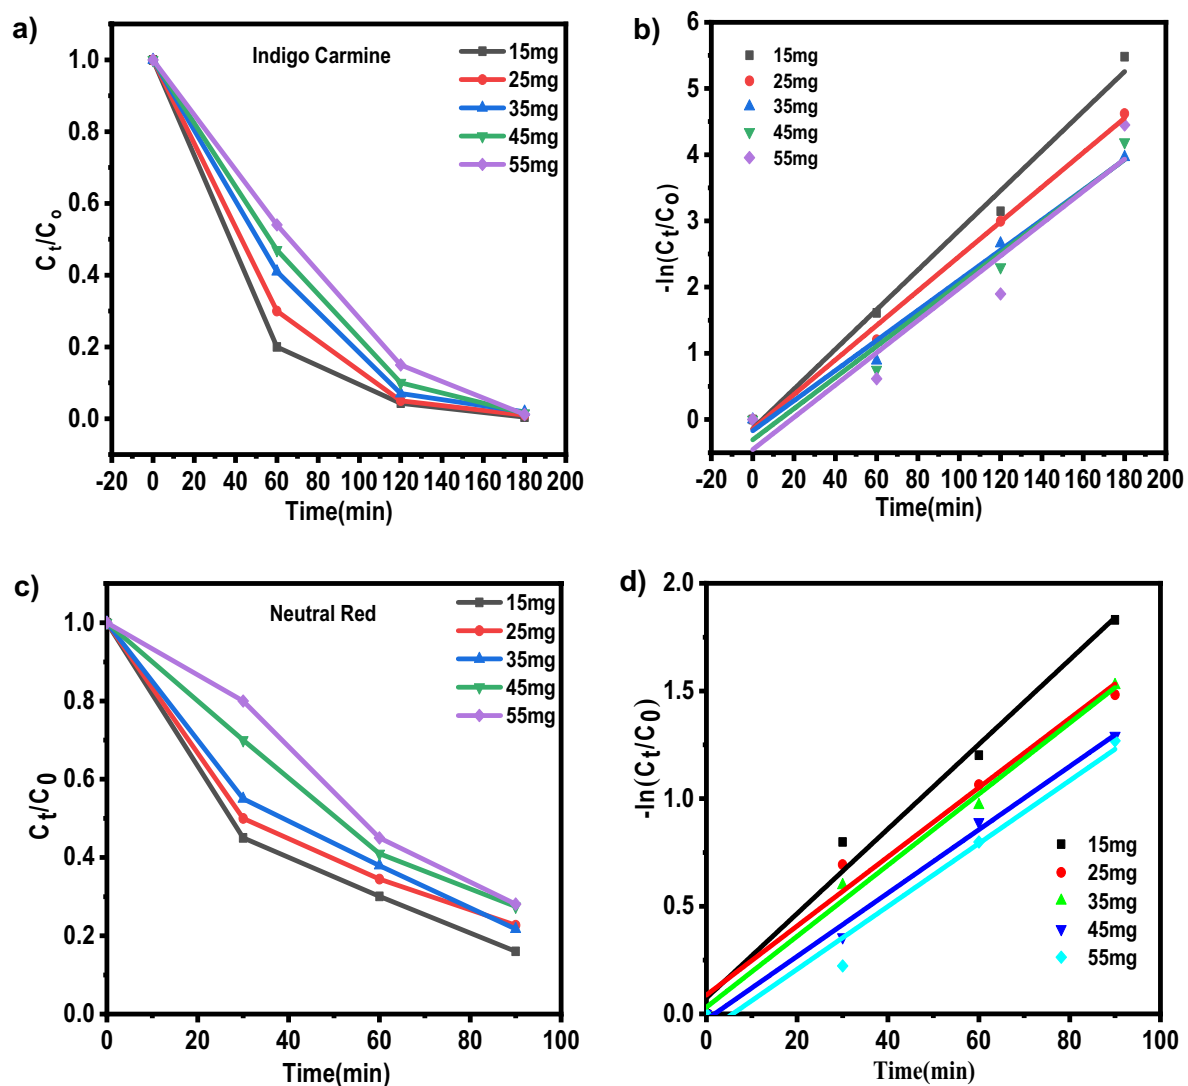 a)
Indigo Carmine
15mg
25mg
35mg
45mg
55mg
1.0
0.8
0.6
0.4
0.2
0.0
Ct/Co
-20 0 20 40 60 80 100 120 140 160 180 200
Time(min)
b)
15mg
25mg
35mg
45mg
55mg
6
5
4
3
2
1
0
-ln(Ct/Co)
-20 0 20 40 60 80 100 120 140 160 180 200
Time(min)
c)
Neutral Red
15mg
25mg
35mg
45mg
55mg
1.0
0.8
0.6
0.4
0.2
0.0
Ct/C0
0 20 40 60 80 100
Time(min)
d)
2.0
1.5
1.0
0.5
0.0
-ln(Ct/C0)
15mg
25mg
35mg
45mg
55mg
0 20 40 60 80 100
Time(min)